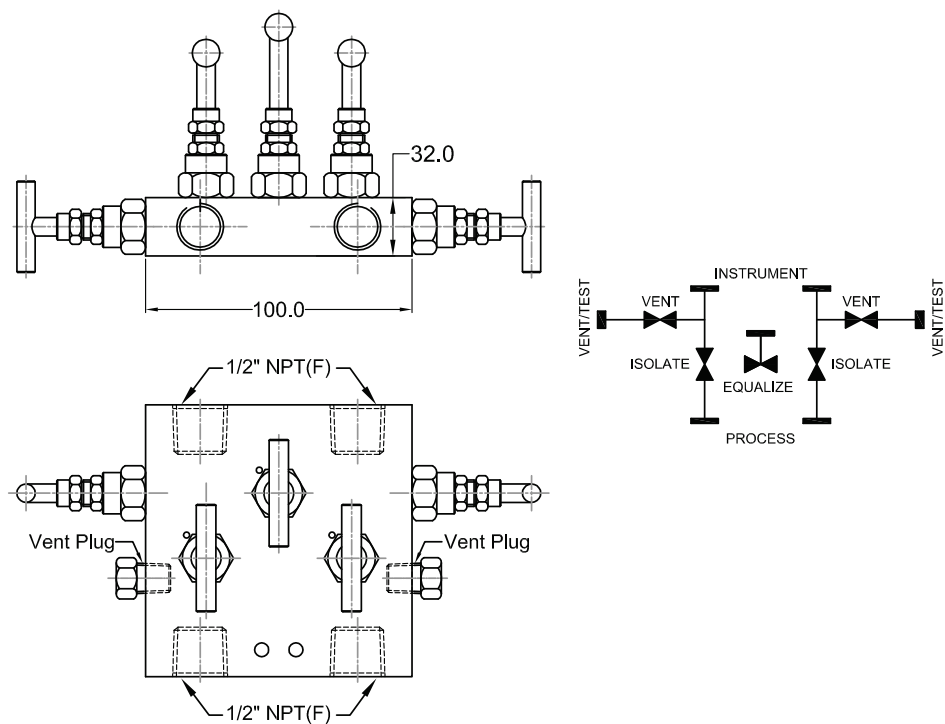 32.0
100.0
1/2" NPT(F)
Vent Plug
Vent Plug
1/2" NPT(F)
INSTRUMENT
VENT/TEST
VENT
VENT
VENT/TEST
ISOLATE
EQUALIZE
ISOLATE
PROCESS